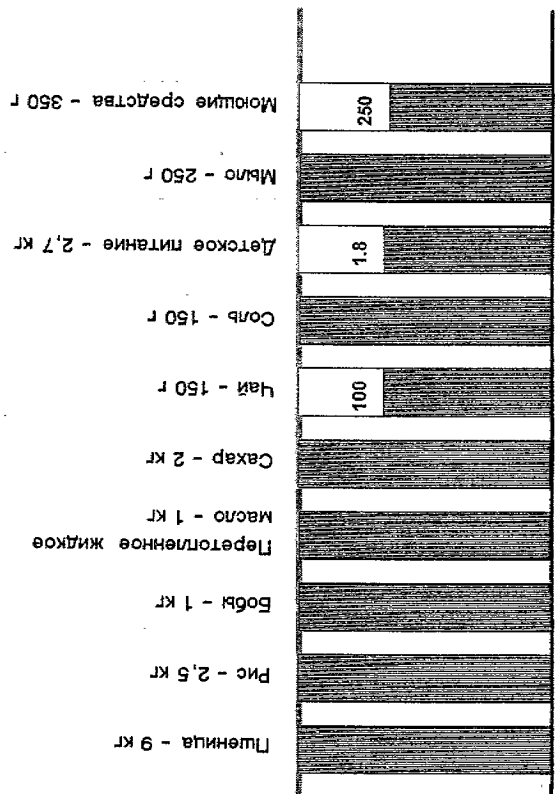 Моющие средства - 350 г
250
Мыло - 250 г
Детское питание - 2,7 кг
1.8
Соль - 150 г
Чай - 150 г
100
Сахар - 2 кг
Перетопленное жидкое
масло - 1 кг
Бобы - 1 кг
Рис - 2,5 кг
Пшеница - 9 кг